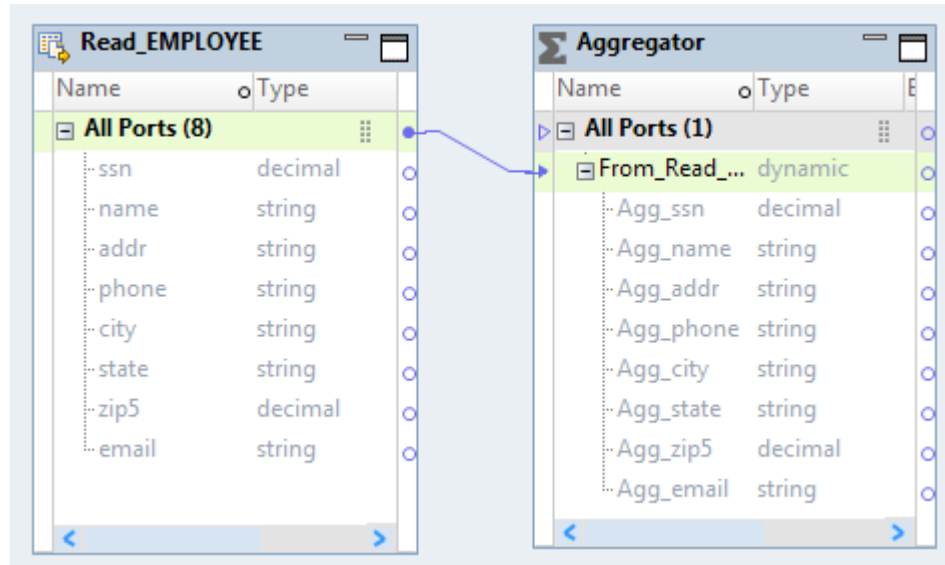 Read_EMPLOYEE
Name Type
All Ports (8)
ssn decimal
name string
addr string
phone string
city string
state string
zip5 decimal
email string
Aggregator
Name Type E
All Ports (1)
From_Read_... dynamic
Agg_ssn decimal
Agg_name string
Agg_addr string
Agg_phone string
Agg_city string
Agg_state string
Agg_zip5 decimal
Agg_email string